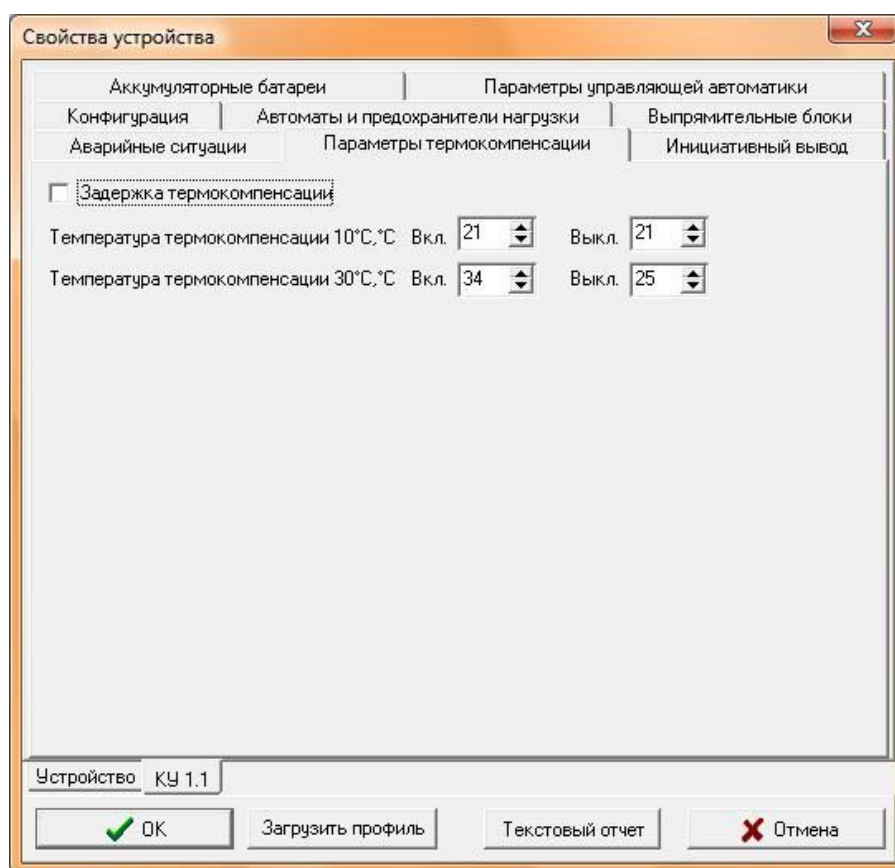 Свойства устройства
Аккумуляторные батареи
Параметры управляющей автоматики
Конфигурация
Автоматы и предохранители нагрузки
Выпрямительные блоки
Аварийные ситуации
Параметры термокомпенсации
Инициативный вывод
Задержка термокомпенсации
Температура термокомпенсации 10°C,°C Вкл. 21 Выкл. 21
Температура термокомпенсации 30°C,°C Вкл. 34 Выкл. 25
Устройство
КУ 1.1
ОК
Загрузить профиль
Текстовый отчет
Отмена